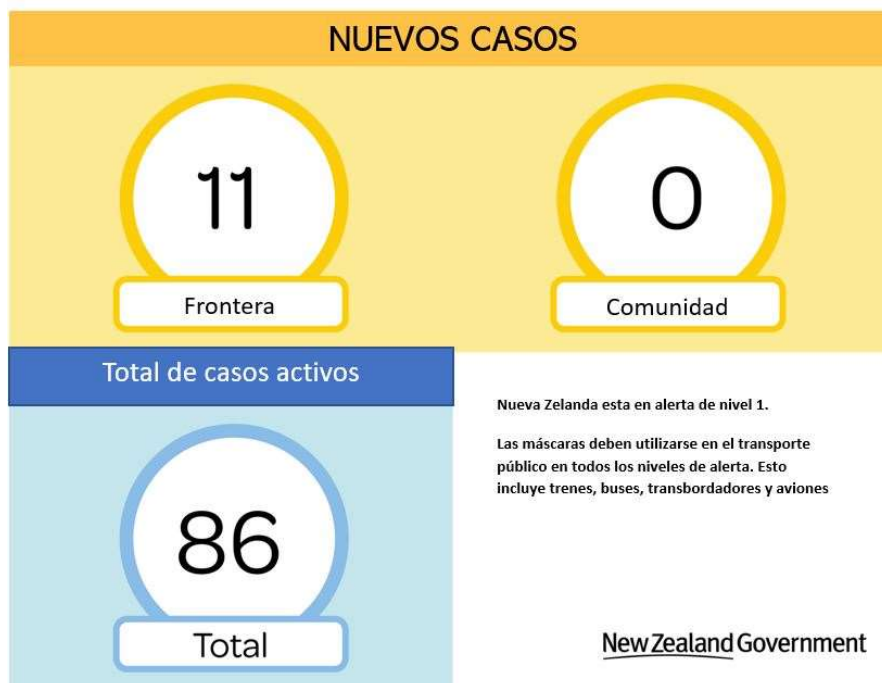 NUEVOS CASOS
11
Frontera
0
Comunidad
Total de casos activos
86
Total
Nueva Zelanda esta en alerta de nivel 1.
Las máscaras deben utilizarse en el transporte
público en todos los niveles de alerta. Esto
incluye trenes, buses, transbordadores y aviones
New Zealand Government